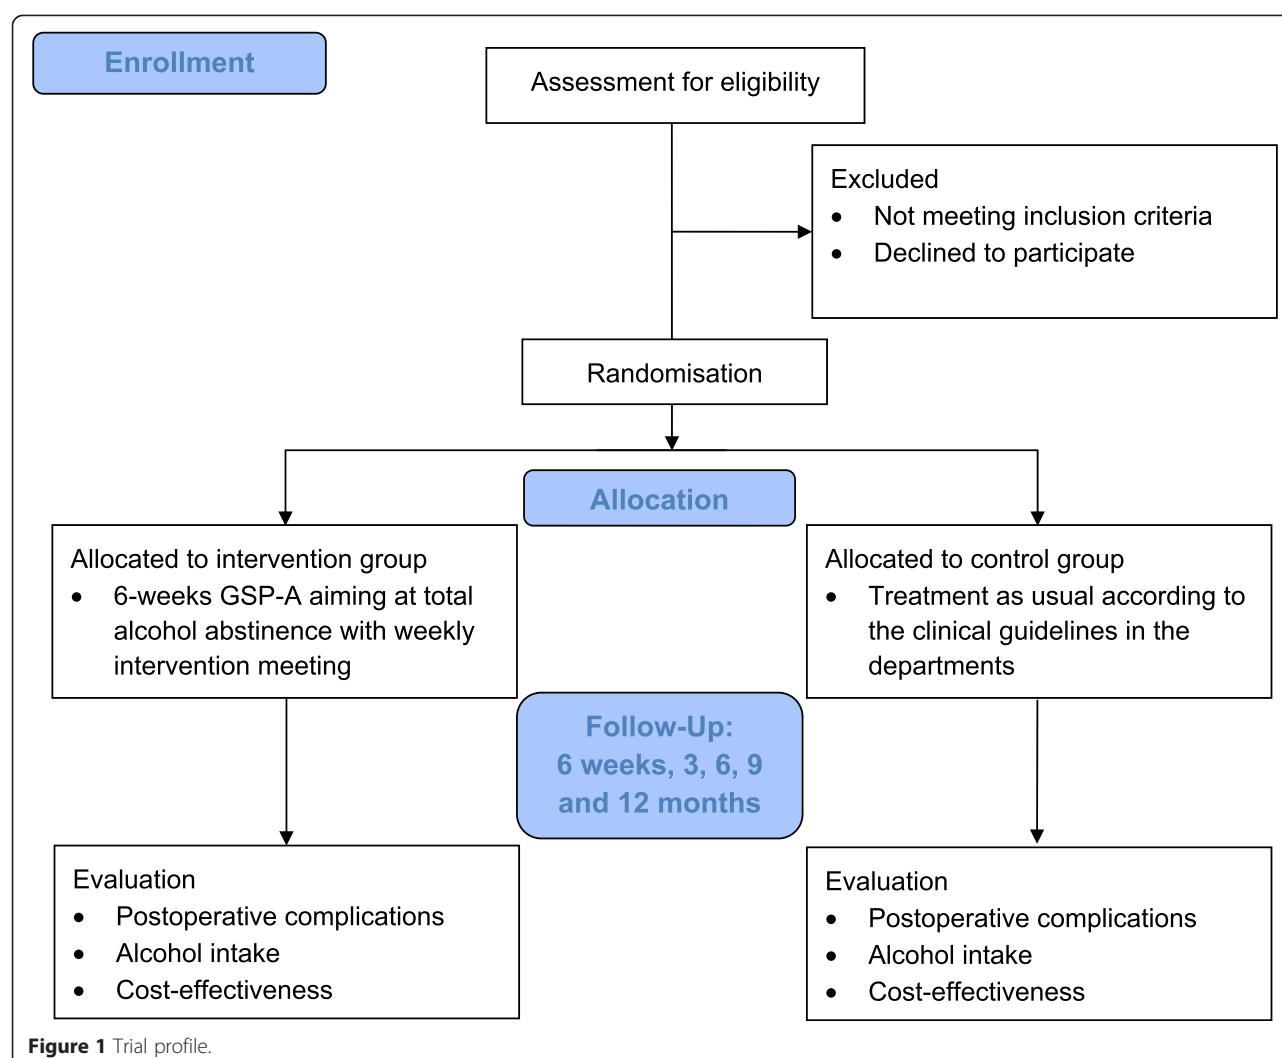 Enrollment
Assessment for eligibility
Excluded
• Not meeting inclusion criteria
• Declined to participate
Randomisation
Allocation
Allocated to intervention group
• 6-weeks GSP-A aiming at total
alcohol abstinence with weekly
intervention meeting
Allocated to control group
• Treatment as usual according to
the clinical guidelines in the
departments
Follow-Up:
6 weeks, 3, 6, 9
and 12 months
Evaluation
• Postoperative complications
• Alcohol intake
• Cost-effectiveness
Evaluation
• Postoperative complications
• Alcohol intake
• Cost-effectiveness
Figure 1 Trial profile.